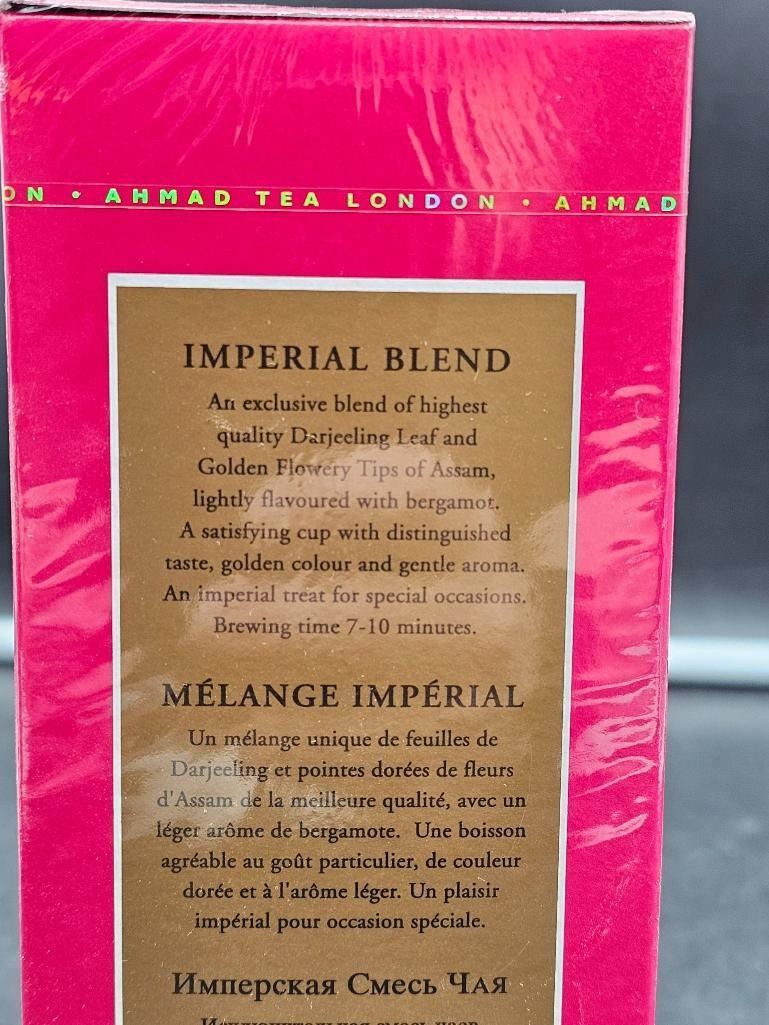 ON • AHMAD TEA LONDON • AHMAD
IMPERIAL BLEND
An exclusive blend of highest
quality Darjeeling Leaf and
Golden Flowery Tips of Assam,
lightly flavoured with bergamot.
A satisfying cup with distinguished
taste, golden colour and gentle aroma.
An imperial treat for special occasions.
Brewing time 7-10 minutes.
MÉLANGE IMPÉRIAL
Un mélange unique de feuilles de
Darjeeling et pointes dorées de fleurs
d'Assam de la meilleure qualité, avec un
léger arôme de bergamote. Une boisson
agréable au goût particulier, de couleur
dorée et à l'arôme léger. Un plaisir
impérial pour occasion spéciale.
Имперская Смесь Чая